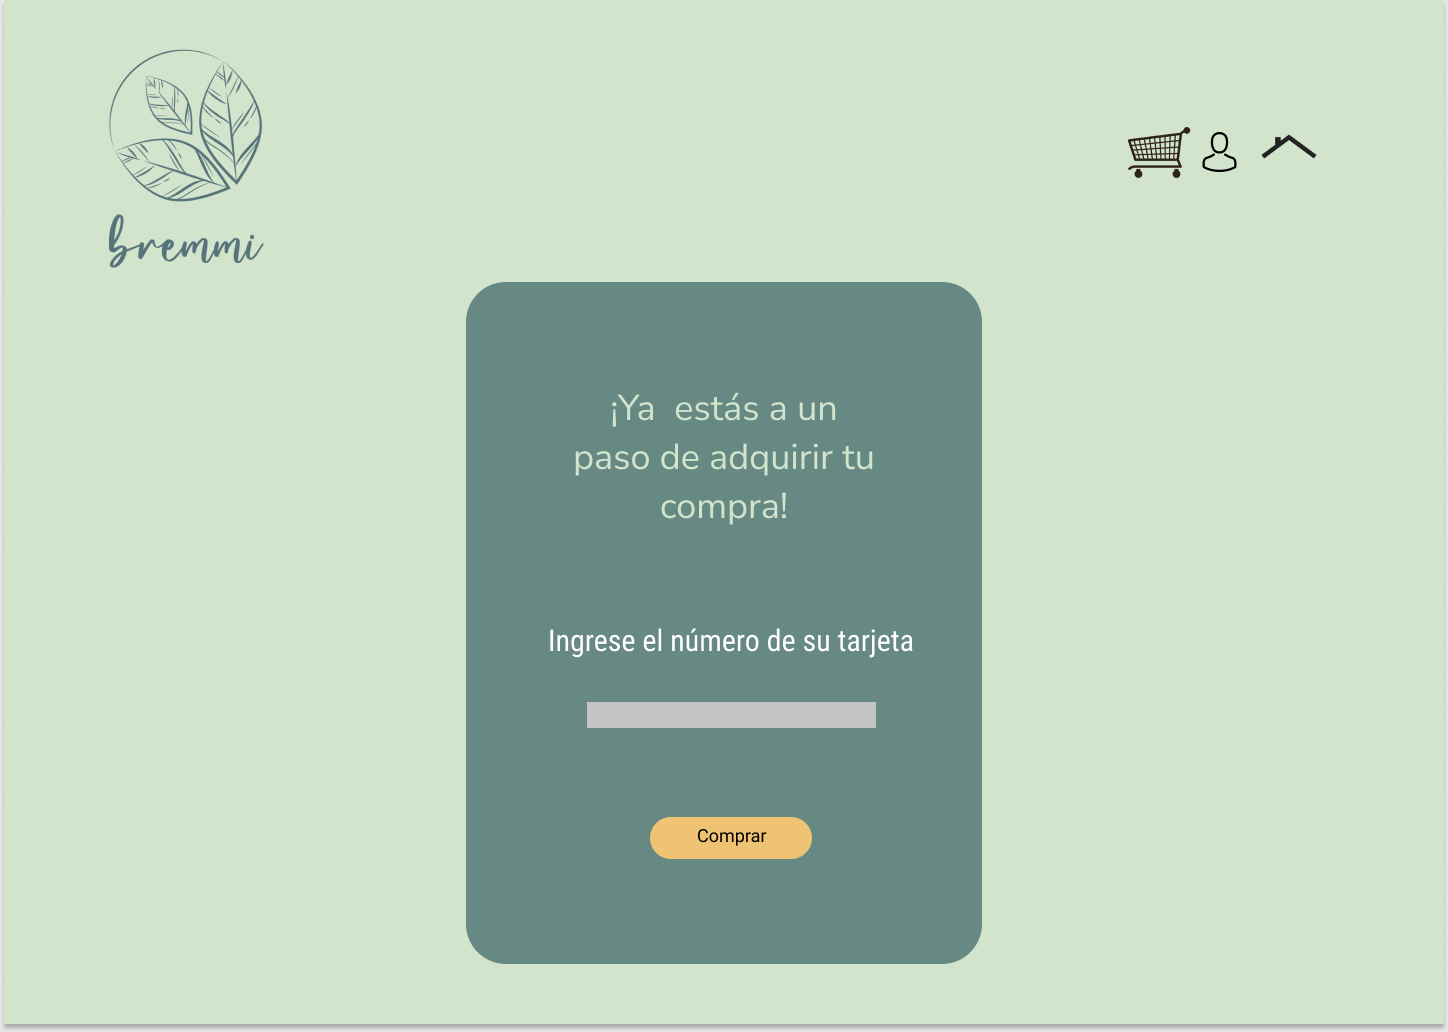 bremmi
¡Ya  estás a un
paso de adquirir tu
compra!
Ingrese el número de su tarjeta
Comprar